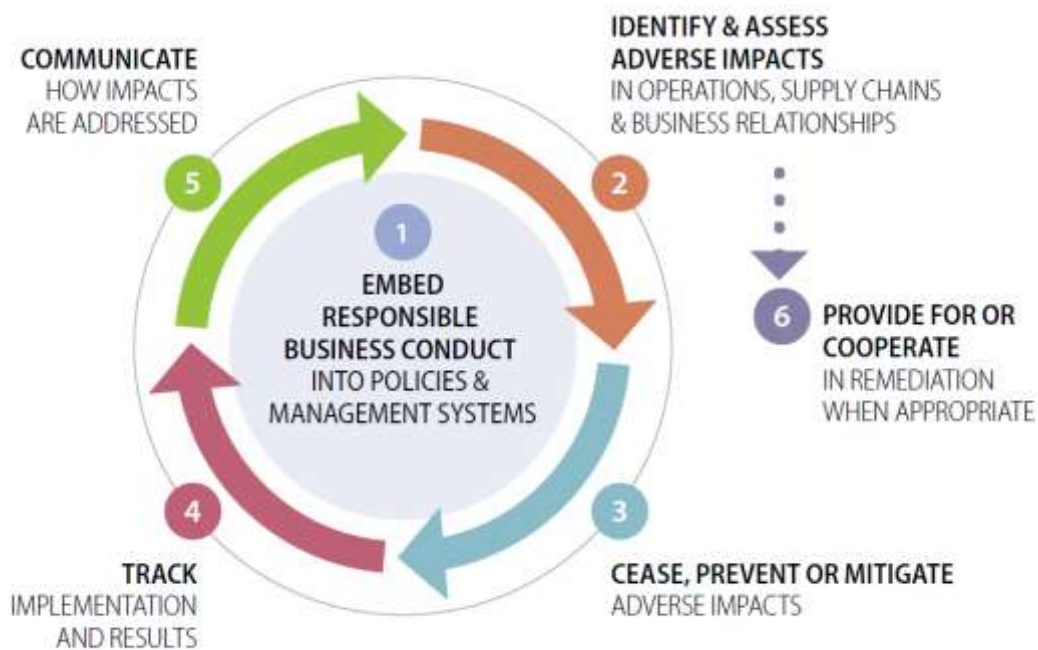 COMMUNICATE
HOW IMPACTS
ARE ADDRESSED
5
IDENTIFY & ASSESS
ADVERSE IMPACTS
IN OPERATIONS, SUPPLY CHAINS
& BUSINESS RELATIONSHIPS
2
1
EMBED
RESPONSIBLE
BUSINESS CONDUCT
INTO POLICIES &
MANAGEMENT SYSTEMS
6
PROVIDE FOR OR
COOPERATE
IN REMEDIATION
WHEN APPROPRIATE
4
TRACK
IMPLEMENTATION
AND RESULTS
3
CEASE, PREVENT OR MITIGATE
ADVERSE IMPACTS